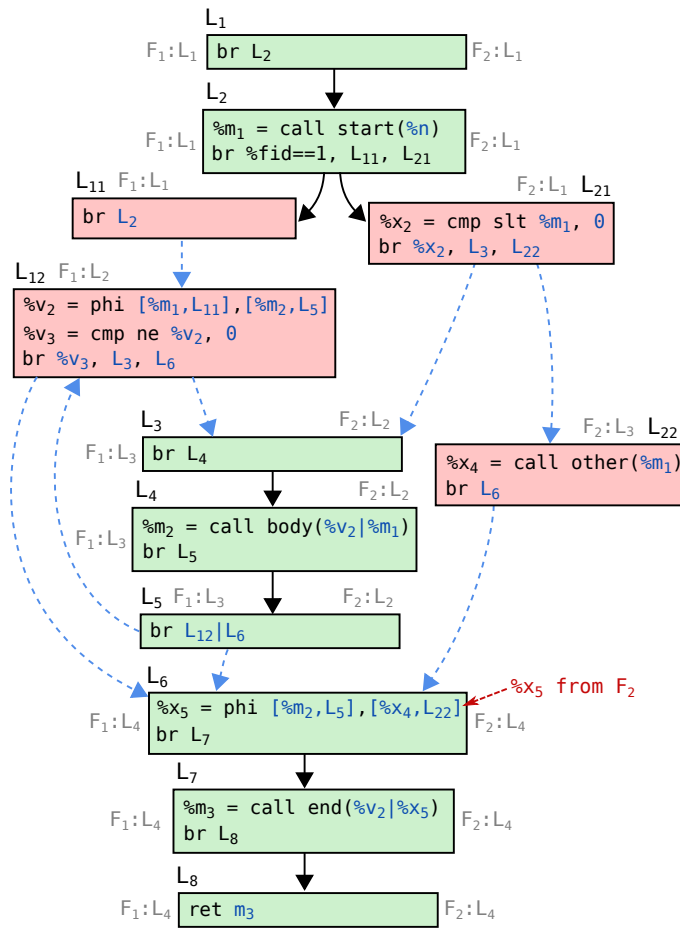 L₁
F₁:L₁
br L₂
F₂:L₁
L₂
F₁:L₁
%m₁ = call start(%n)
br %fid==1, L₁₁, L₂₁
F₂:L₁
L₁₁ F₁:L₁
br L₂
F₂:L₁ L₂₁
%x₂ = cmp slt %m₁, 0
br %x₂, L₃, L₂₂
L₁₂ F₁:L₂
%v₂ = phi [%m₁,L₁₁],[%m₂,L₅]
%v₃ = cmp ne %v₂, 0
br %v₃, L₃, L₆
L₃
F₂:L₂
F₁:L₃
br L₄
F₂:L₃ L₂₂
%x₄ = call other(%m₁)
br L₆
L₄
F₂:L₂
F₁:L₃
%m₂ = call body(%v₂|%m₁)
br L₅
L₅ F₁:L₃
F₂:L₂
br L₁₂|L₆
L₆
%x₅ from F₂
F₁:L₄
%x₅ = phi [%m₂,L₅],[%x₄,L₂₂]
br L₇
F₂:L₄
L₇
F₁:L₄
%m₃ = call end(%v₂|%x₅)
br L₈
F₂:L₄
L₈
F₁:L₄
ret m₃
F₂:L₄